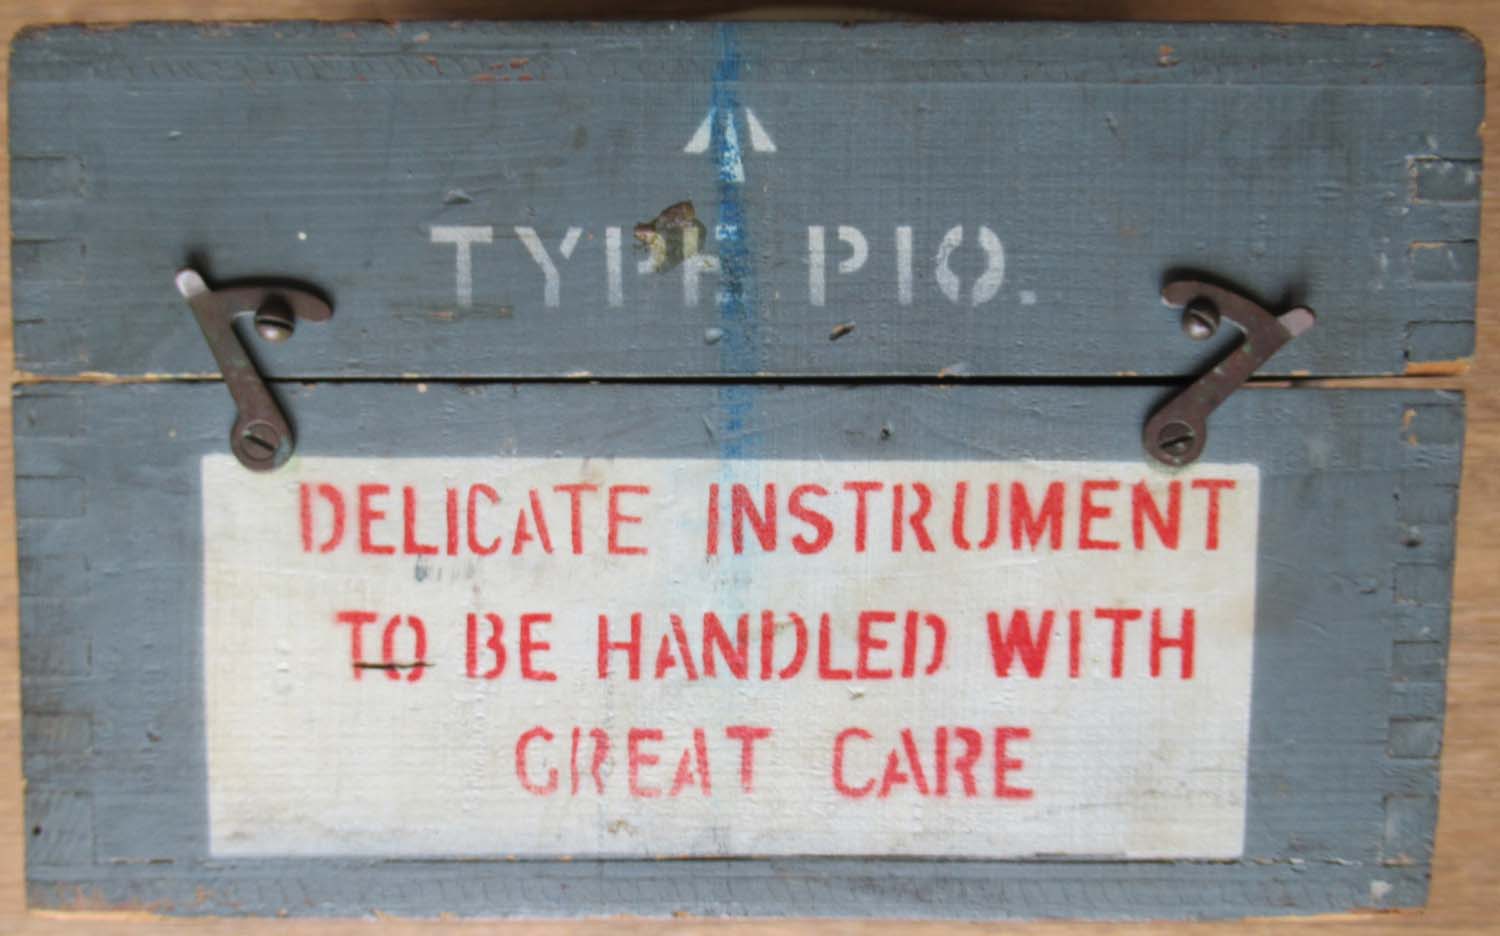 TYPE P10.
DELICATE INSTRUMENT
TO BE HANDLED WITH
GREAT CARE